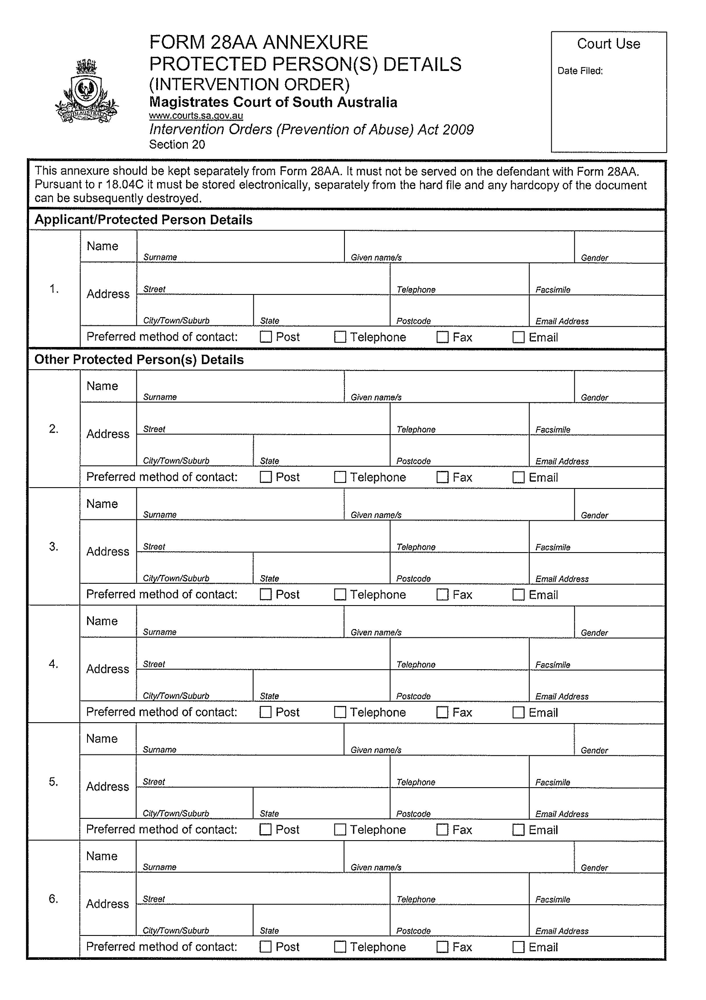 FORM 28AA ANNEXURE
PROTECTED PERSON(S) DETAILS
(INTERVENTION ORDER)
Magistrates Court of South Australia
www.courts.sa.gov.au
Intervention Orders (Prevention of Abuse) Act 2009
Section 20
Court Use
Date Filed:
SOUTH AUSTRALIA
This annexure should be kept separately from Form 28AA. It must not be served on the defendant with Form 28AA.
Pursuant to r 18.04C it must be stored electronically, separately from the hard file and any hardcopy of the document
can be subsequently destroyed.
Applicant/Protected Person Details
1.
Name
Surname Given name/s Gender
Address
Street Telephone Facsimile
City/Town/Suburb State Postcode Email Address
Preferred method of contact: Post Telephone Fax Email
Other Protected Person(s) Details
2.
Name
Surname Given name/s Gender
Address
Street Telephone Facsimile
City/Town/Suburb State Postcode Email Address
Preferred method of contact: Post Telephone Fax Email
3.
Name
Surname Given name/s Gender
Address
Street Telephone Facsimile
City/Town/Suburb State Postcode Email Address
Preferred method of contact: Post Telephone Fax Email
4.
Name
Surname Given name/s Gender
Address
Street Telephone Facsimile
City/Town/Suburb State Postcode Email Address
Preferred method of contact: Post Telephone Fax Email
5.
Name
Surname Given name/s Gender
Address
Street Telephone Facsimile
City/Town/Suburb State Postcode Email Address
Preferred method of contact: Post Telephone Fax Email
6.
Name
Surname Given name/s Gender
Address
Street Telephone Facsimile
City/Town/Suburb State Postcode Email Address
Preferred method of contact: Post Telephone Fax Email